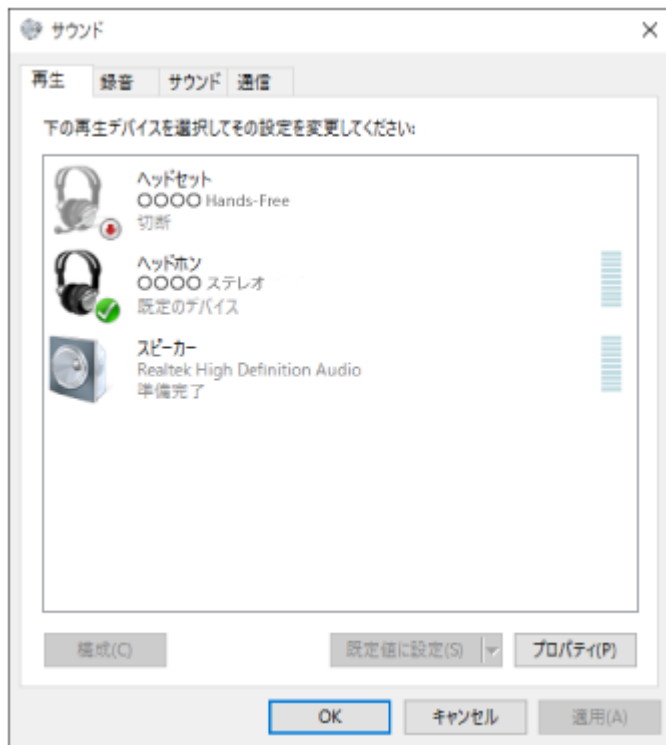 サウンド
再生 録音 サウンド 通信
下の再生デバイスを選択してその設定を変更してください:
ヘッドセット
〇〇〇〇 Hands-Free
切断
ヘッドホン
〇〇〇〇 ステレオ
既定のデバイス
スピーカー
Realtek High Definition Audio
準備完了
構成(C) 既定値に設定(S) プロパティ(P)
OK キャンセル 適用(A)